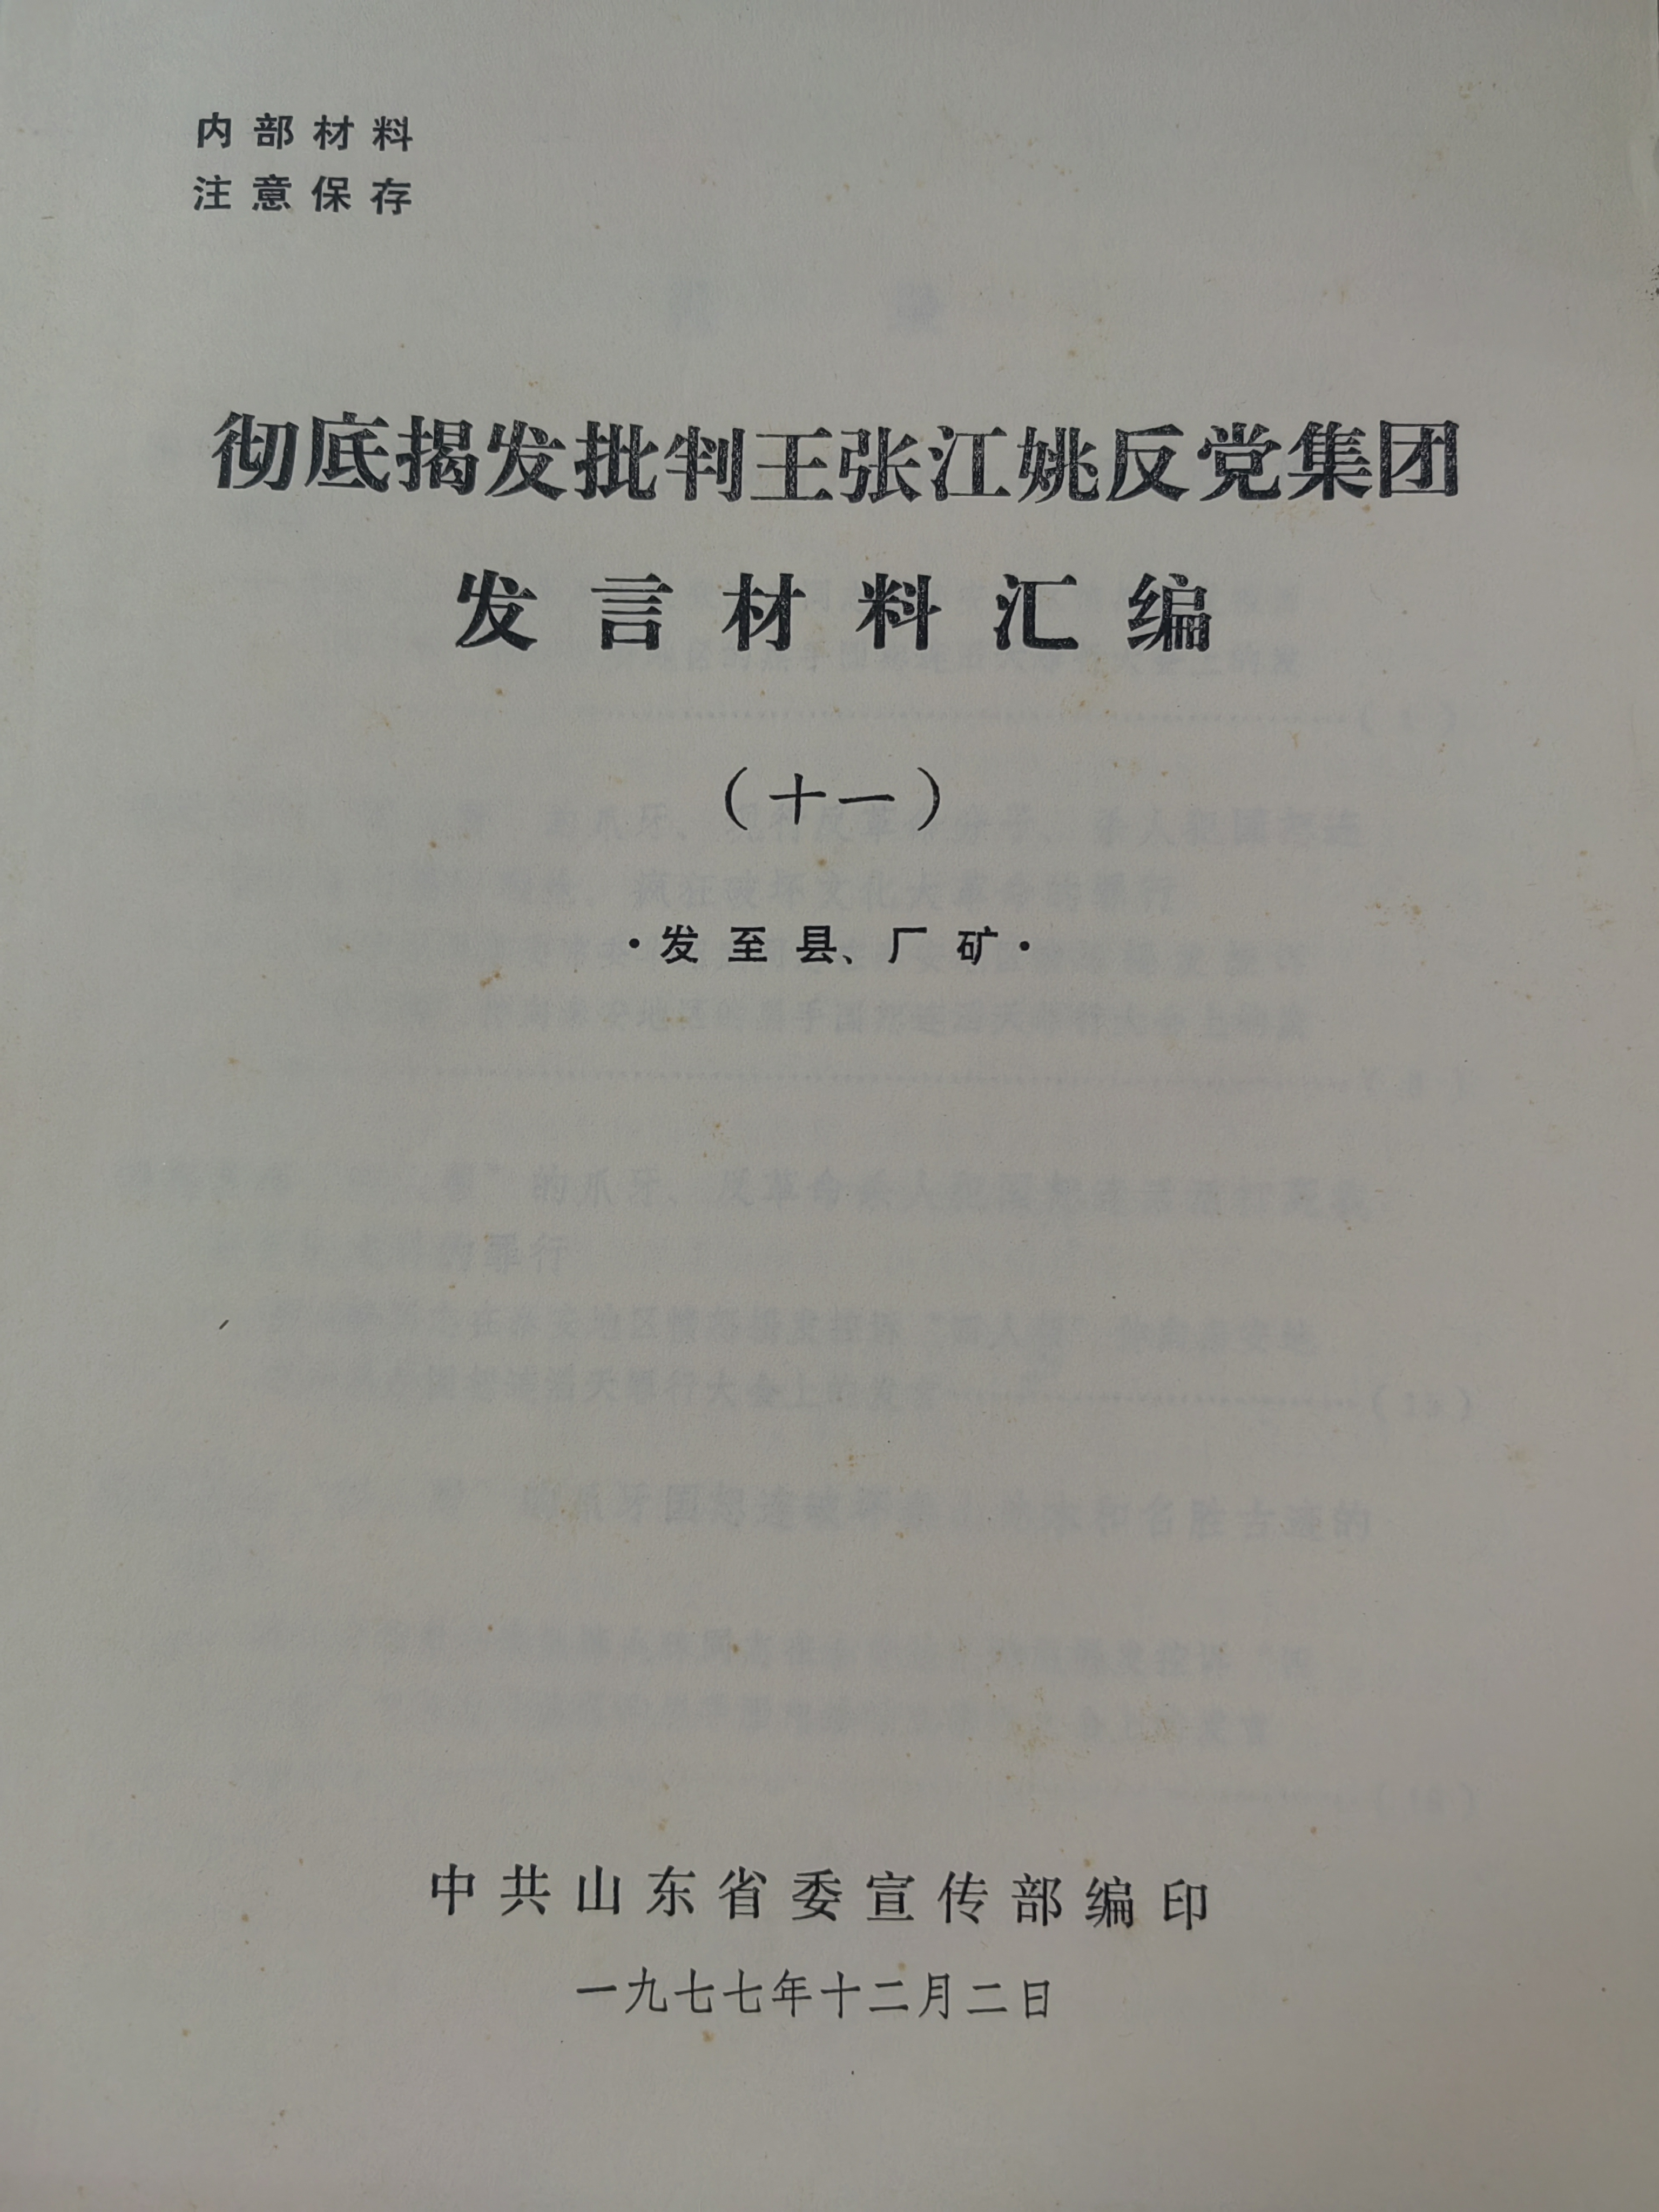 内部材料
注意保存
彻底揭发批判王张江姚反党集团
发言材料汇编
（十一）
·发至县、厂矿·
中共山东省委宣传部编印
一九七七年十二月二日